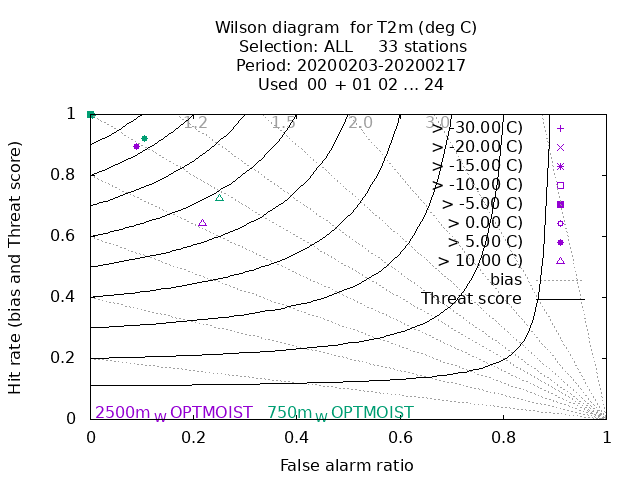 Wilson diagram for T2m (deg C)
Selection: ALL 33 stations
Period: 20200203-20200217
Used 00 + 01 02 ... 24
Hit rate (bias and Threat score)
1
0.8
0.6
0.4
0.2
0
1.2 1.5 2.0 3.0
> -30.00 C)
> -20.00 C)
> -15.00 C)
> -10.00 C)
> -5.00 C)
> 0.00 C)
> 5.00 C)
> 10.00 C)
bias
Threat score
2500m W OPTMOIST 750m W OPTMOIST
0 0.2 0.4 0.6 0.8 1
False alarm ratio